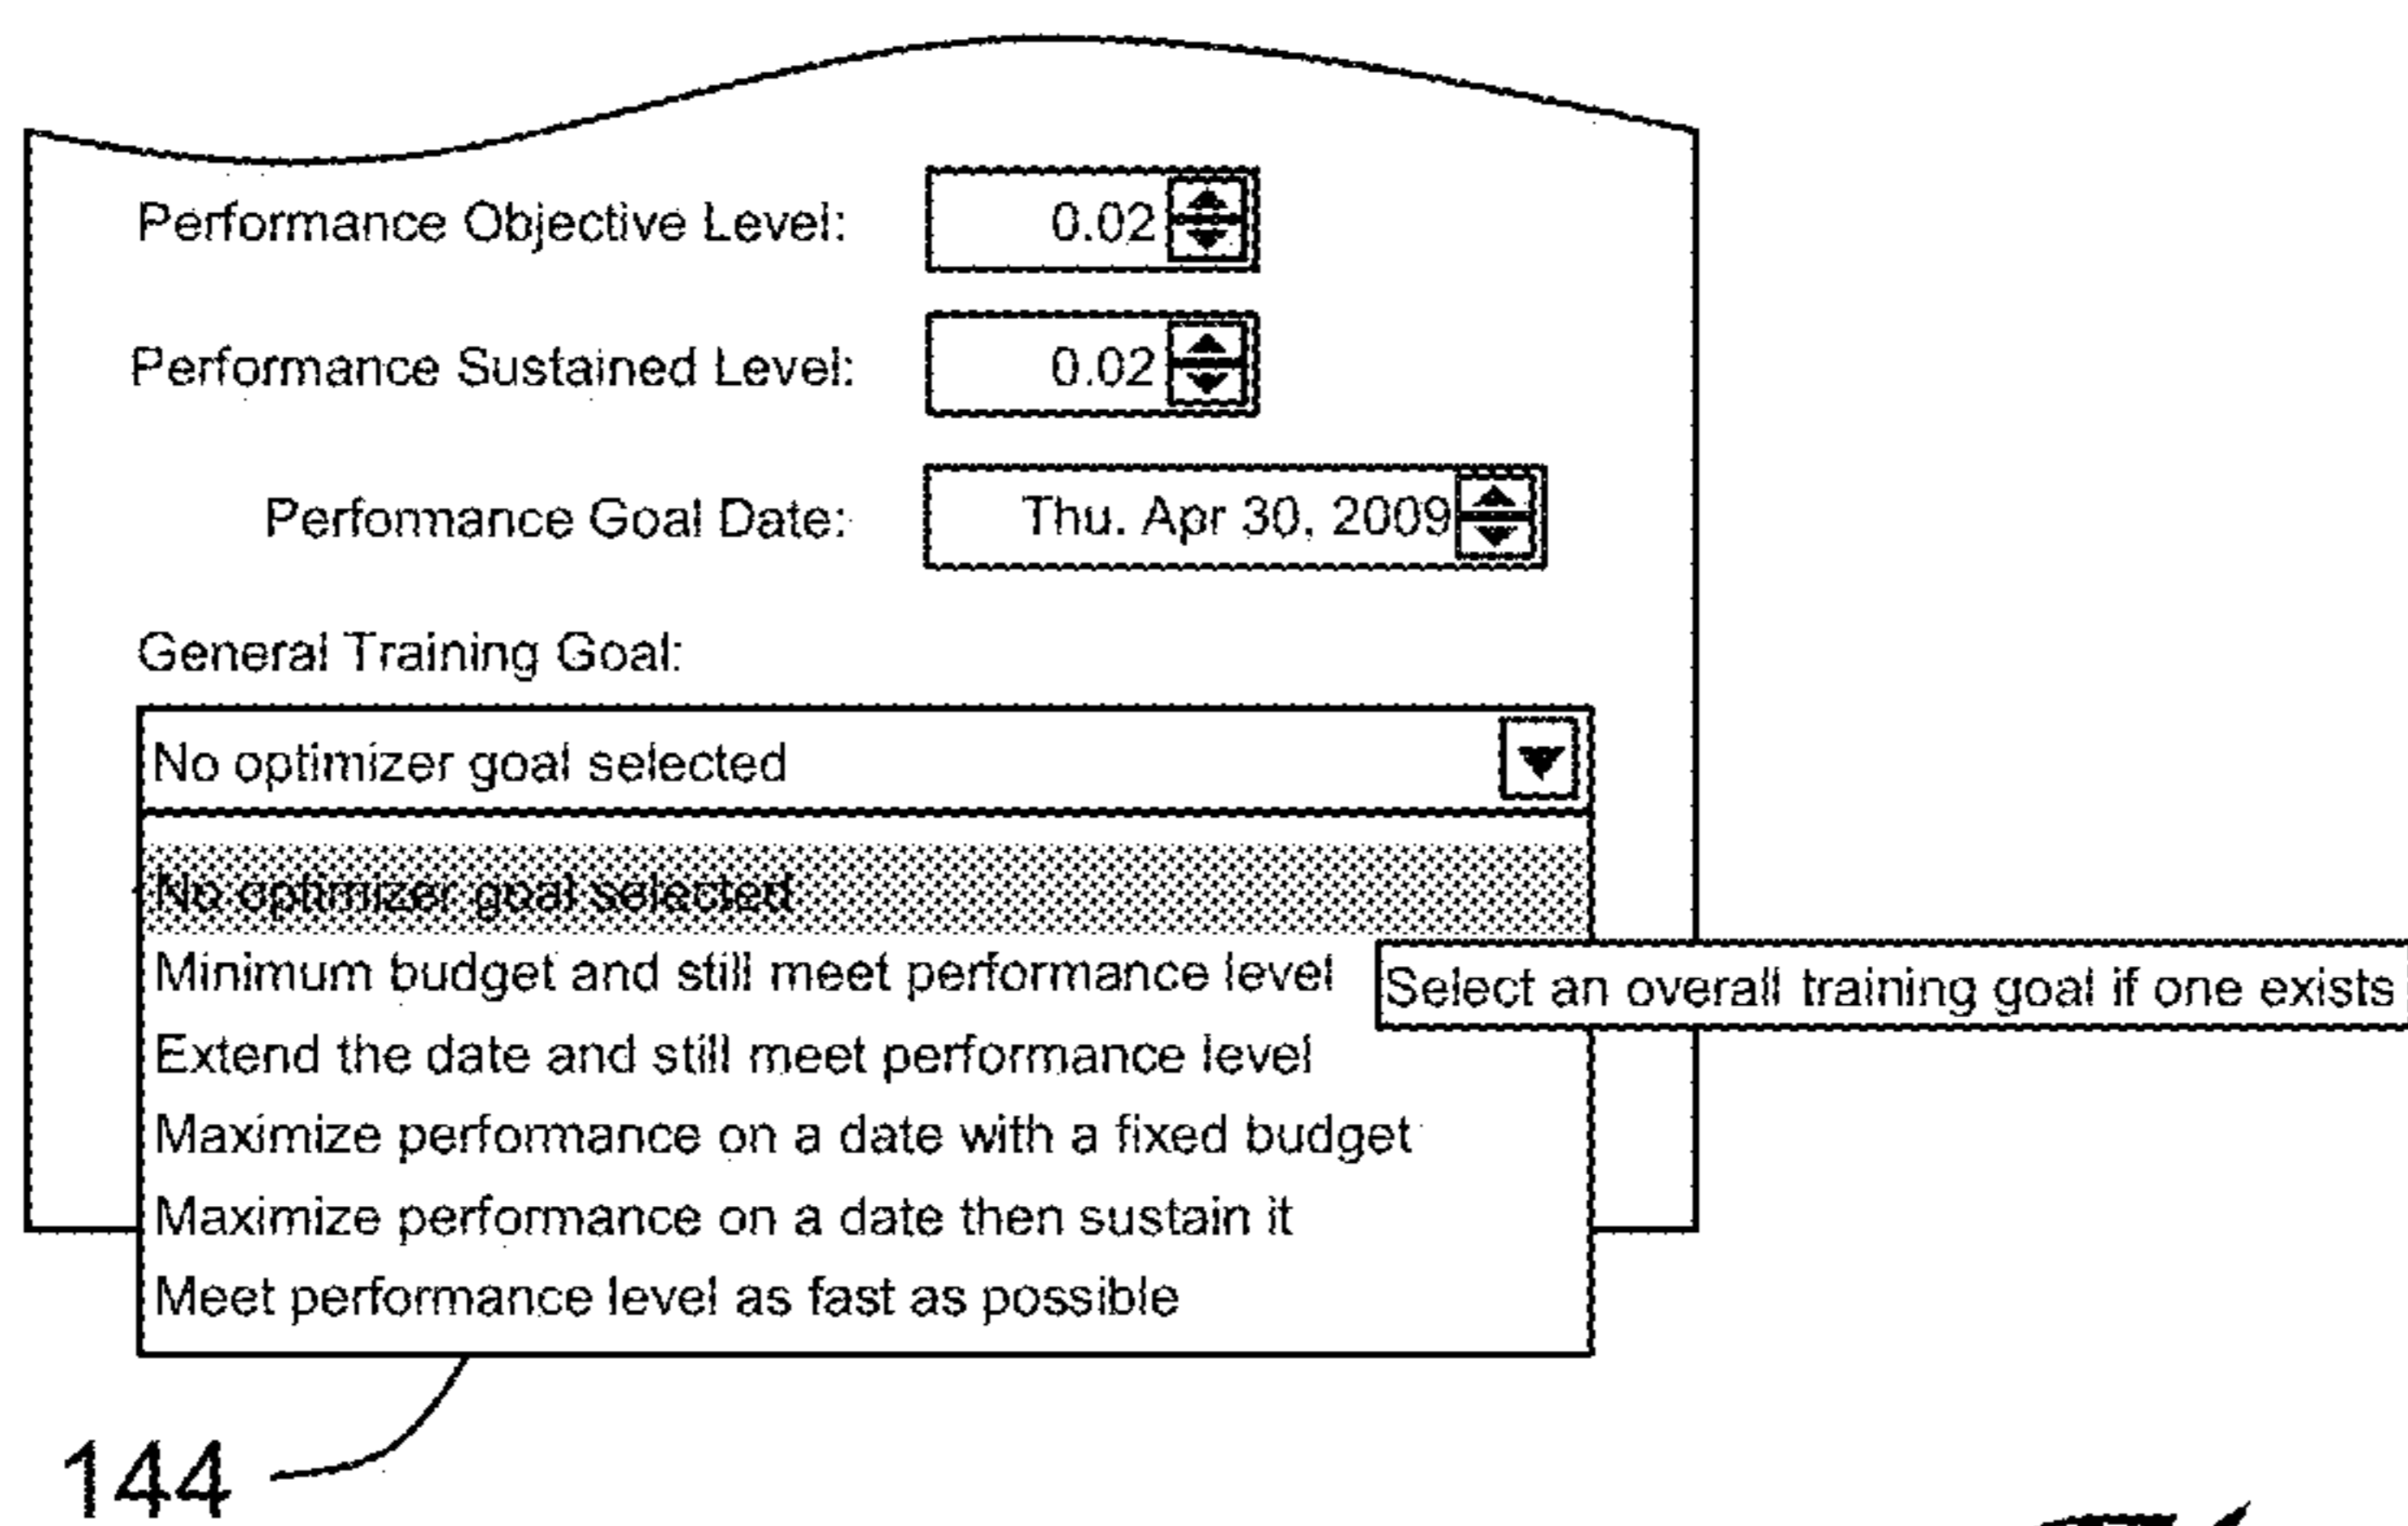 Performance Objective Level: 0.02
Performance Sustained Level: 0.02
Performance Goal Date: Thu. Apr 30, 2009
General Training Goal:
No optimizer goal selected
No optimizer goal selected
Minimum budget and still meet performance level
Select an overall training goal if one exists
Extend the date and still meet performance level
Maximize performance on a date with a fixed budget
Maximize performance on a date then sustain it
Meet performance level as fast as possible
144